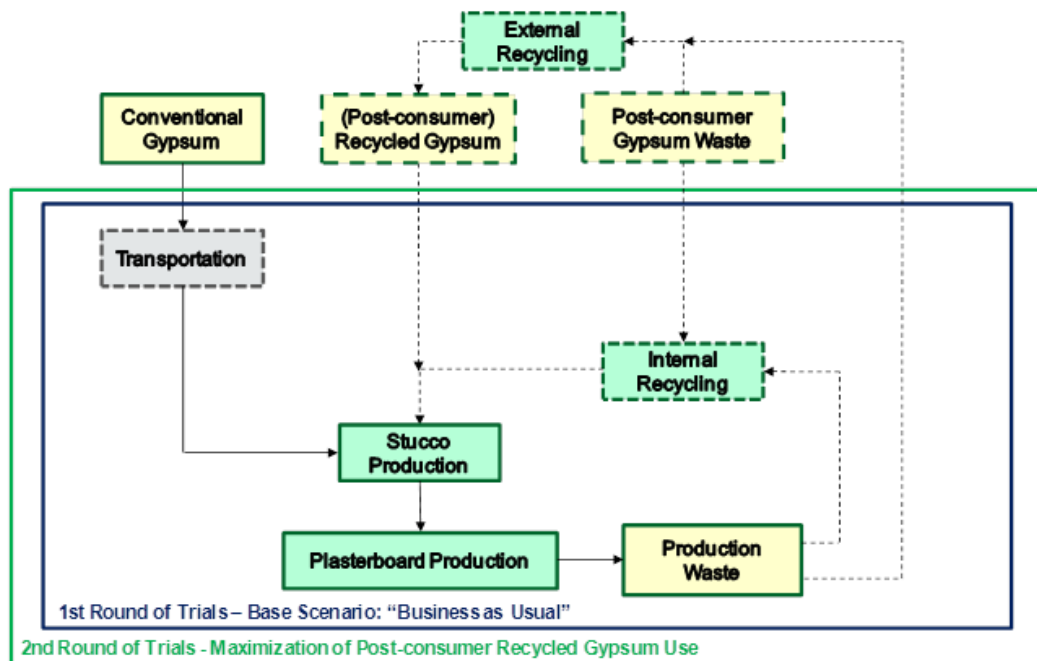 External
Recycling
Conventional
Gypsum
(Post-consumer)
Recycled Gypsum
Post-consumer
Gypsum Waste
Transportation
Internal
Recycling
Stucco
Production
Plasterboard Production
Production
Waste
1st Round of Trials – Base Scenario: “Business as Usual”
2nd Round of Trials - Maximization of Post-consumer Recycled Gypsum Use